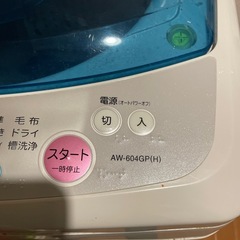 電源(オートパワーオフ)
切 入
毛布
ドライ
槽洗浄
スタート
一時停止
AW-604GP(H)